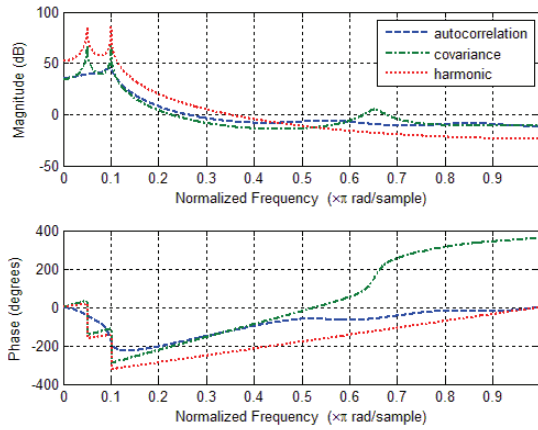 100
50
0
-50
Magnitude (dB)
autocorrelation
covariance
harmonic
0 0.1 0.2 0.3 0.4 0.5 0.6 0.7 0.8 0.9
Normalized Frequency (×π rad/sample)
400
200
0
-200
-400
Phase (degrees)
0 0.1 0.2 0.3 0.4 0.5 0.6 0.7 0.8 0.9
Normalized Frequency (×π rad/sample)